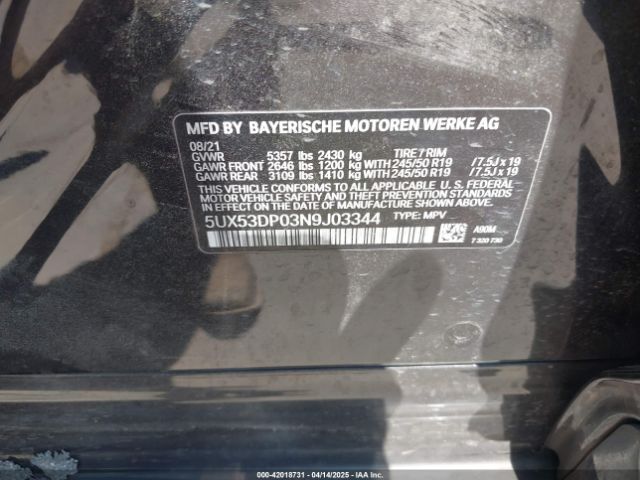 MFD BY BAYERISCHE MOTOREN WERKE AG
08/21
GVWR 5357 lbs 2430 kg TIRE / RIM
GAWR FRONT 2646 lbs 1200 kg WITH 245/50 R19 / 7.5J x 19
GAWR REAR 3109 lbs 1410 kg WITH 245/50 R19 / 7.5J x 19
THIS VEHICLE CONFORMS TO ALL APPLICABLE U. S. FEDERAL
MOTOR VEHICLE SAFETY, BUMPER, AND THEFT PREVENTION STANDARDS
IN EFFECT ON THE DATE OF MANUFACTURE SHOWN ABOVE.
5UX53DP03N9J03344 TYPE: MPV
A90M
7 320 730
000-42018731 - 04/14/2025 - IAA Inc.